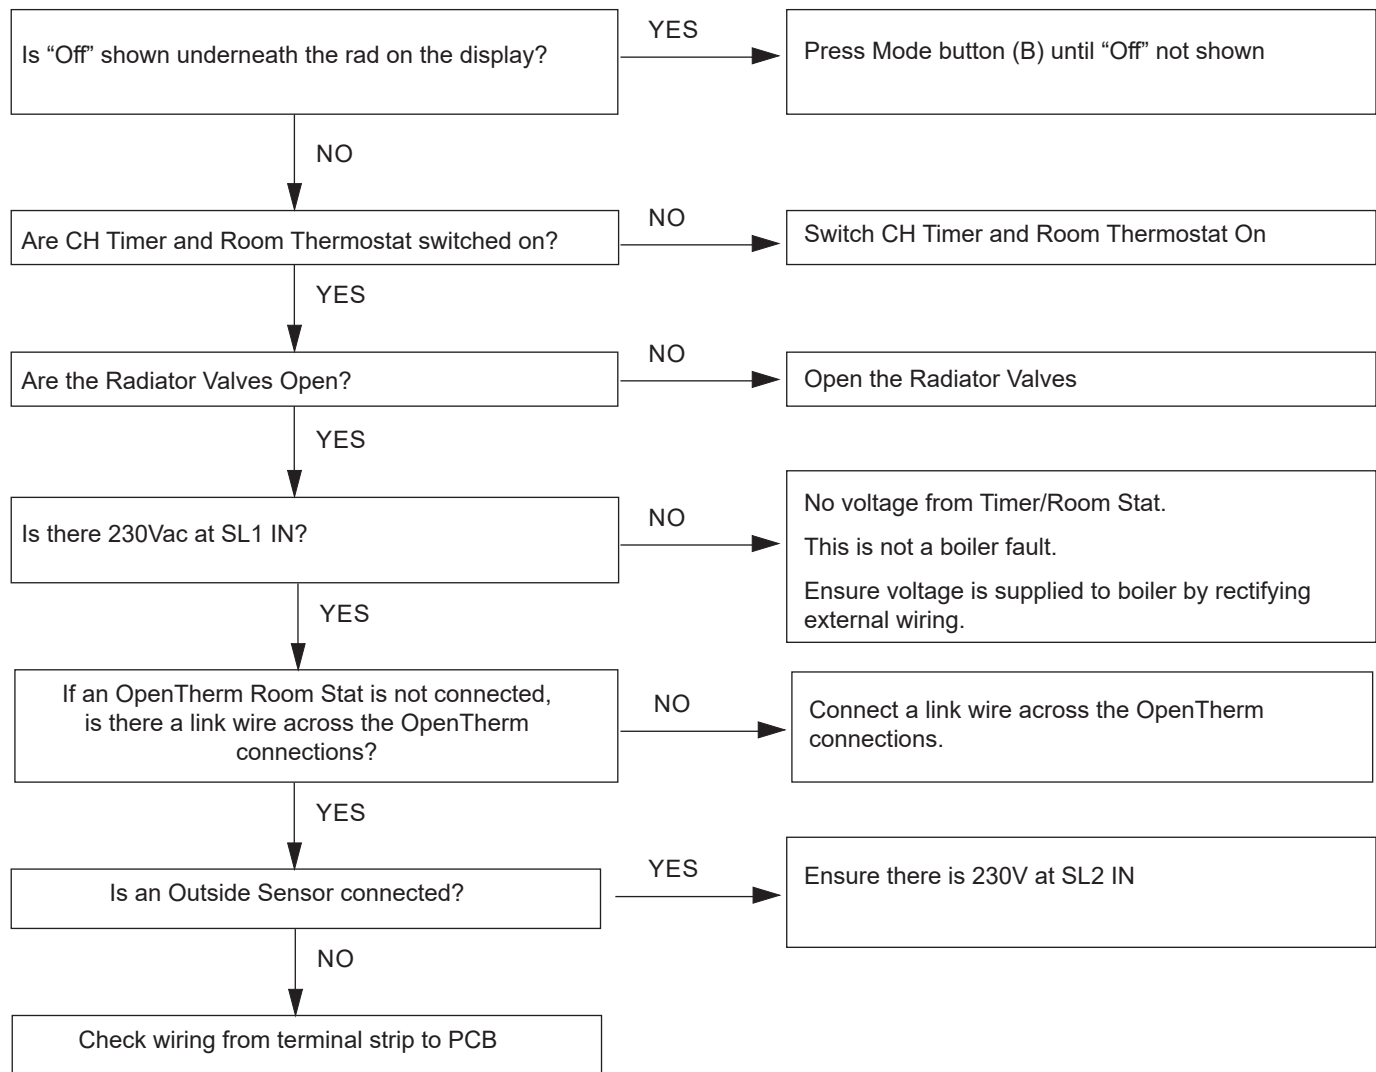 Is “Off” shown underneath the rad on the display?
YES
Press Mode button (B) until “Off” not shown
NO
Are CH Timer and Room Thermostat switched on?
NO
Switch CH Timer and Room Thermostat On
YES
Are the Radiator Valves Open?
NO
Open the Radiator Valves
YES
Is there 230Vac at SL1 IN?
NO
No voltage from Timer/Room Stat.
This is not a boiler fault.
Ensure voltage is supplied to boiler by rectifying
external wiring.
YES
If an OpenTherm Room Stat is not connected,
is there a link wire across the OpenTherm
connections?
NO
Connect a link wire across the OpenTherm
connections.
YES
Is an Outside Sensor connected?
YES
Ensure there is 230V at SL2 IN
NO
Check wiring from terminal strip to PCB